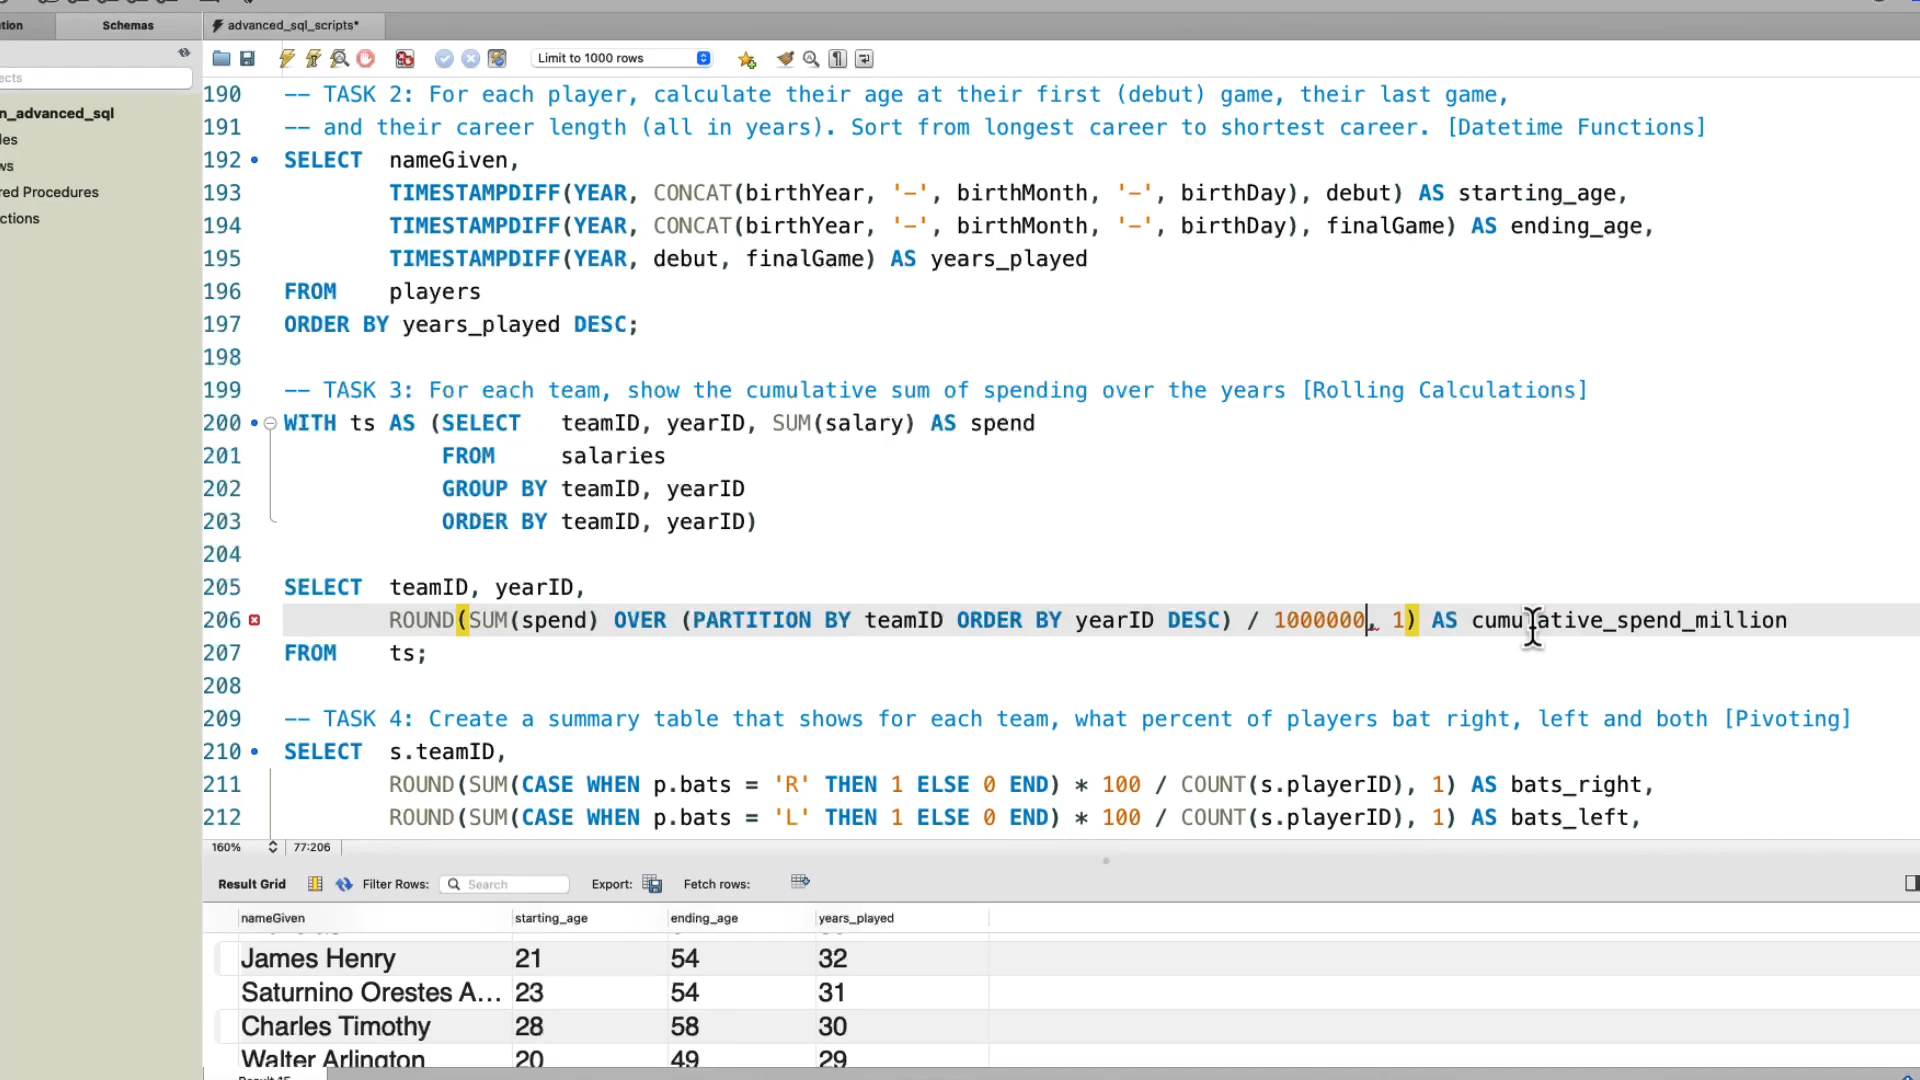 tion
Schemas
advanced_sql_scripts*
ects
Limit to 1000 rows
n_advanced_sql
les
ws
red Procedures
ctions
190 -- TASK 2: For each player, calculate their age at their first (debut) game, their last game,
191 -- and their career length (all in years). Sort from longest career to shortest career. [Datetime Functions]
192 SELECT nameGiven,
193 TIMESTAMPDIFF(YEAR, CONCAT(birthYear, '-', birthMonth, '-', birthDay), debut) AS starting_age,
194 TIMESTAMPDIFF(YEAR, CONCAT(birthYear, '-', birthMonth, '-', birthDay), finalGame) AS ending_age,
195 TIMESTAMPDIFF(YEAR, debut, finalGame) AS years_played
196 FROM players
197 ORDER BY years_played DESC;
198
199 -- TASK 3: For each team, show the cumulative sum of spending over the years [Rolling Calculations]
200 WITH ts AS (SELECT teamID, yearID, SUM(salary) AS spend
201 FROM salaries
202 GROUP BY teamID, yearID
203 ORDER BY teamID, yearID)
204
205 SELECT teamID, yearID,
206 ROUND(SUM(spend) OVER (PARTITION BY teamID ORDER BY yearID DESC) / 1000000, 1) AS cumulative_spend_million
207 FROM ts;
208
209 -- TASK 4: Create a summary table that shows for each team, what percent of players bat right, left and both [Pivoting]
210 SELECT s.teamID,
211 ROUND(SUM(CASE WHEN p.bats = 'R' THEN 1 ELSE 0 END) * 100 / COUNT(s.playerID), 1) AS bats_right,
212 ROUND(SUM(CASE WHEN p.bats = 'L' THEN 1 ELSE 0 END) * 100 / COUNT(s.playerID), 1) AS bats_left,
160% 77:206
Result Grid Filter Rows: Search Export: Fetch rows:
nameGiven starting_age ending_age years_played
James Henry 21 54 32
Saturnino Orestes A... 23 54 31
Charles Timothy 28 58 30
Walter Arlington 20 49 29